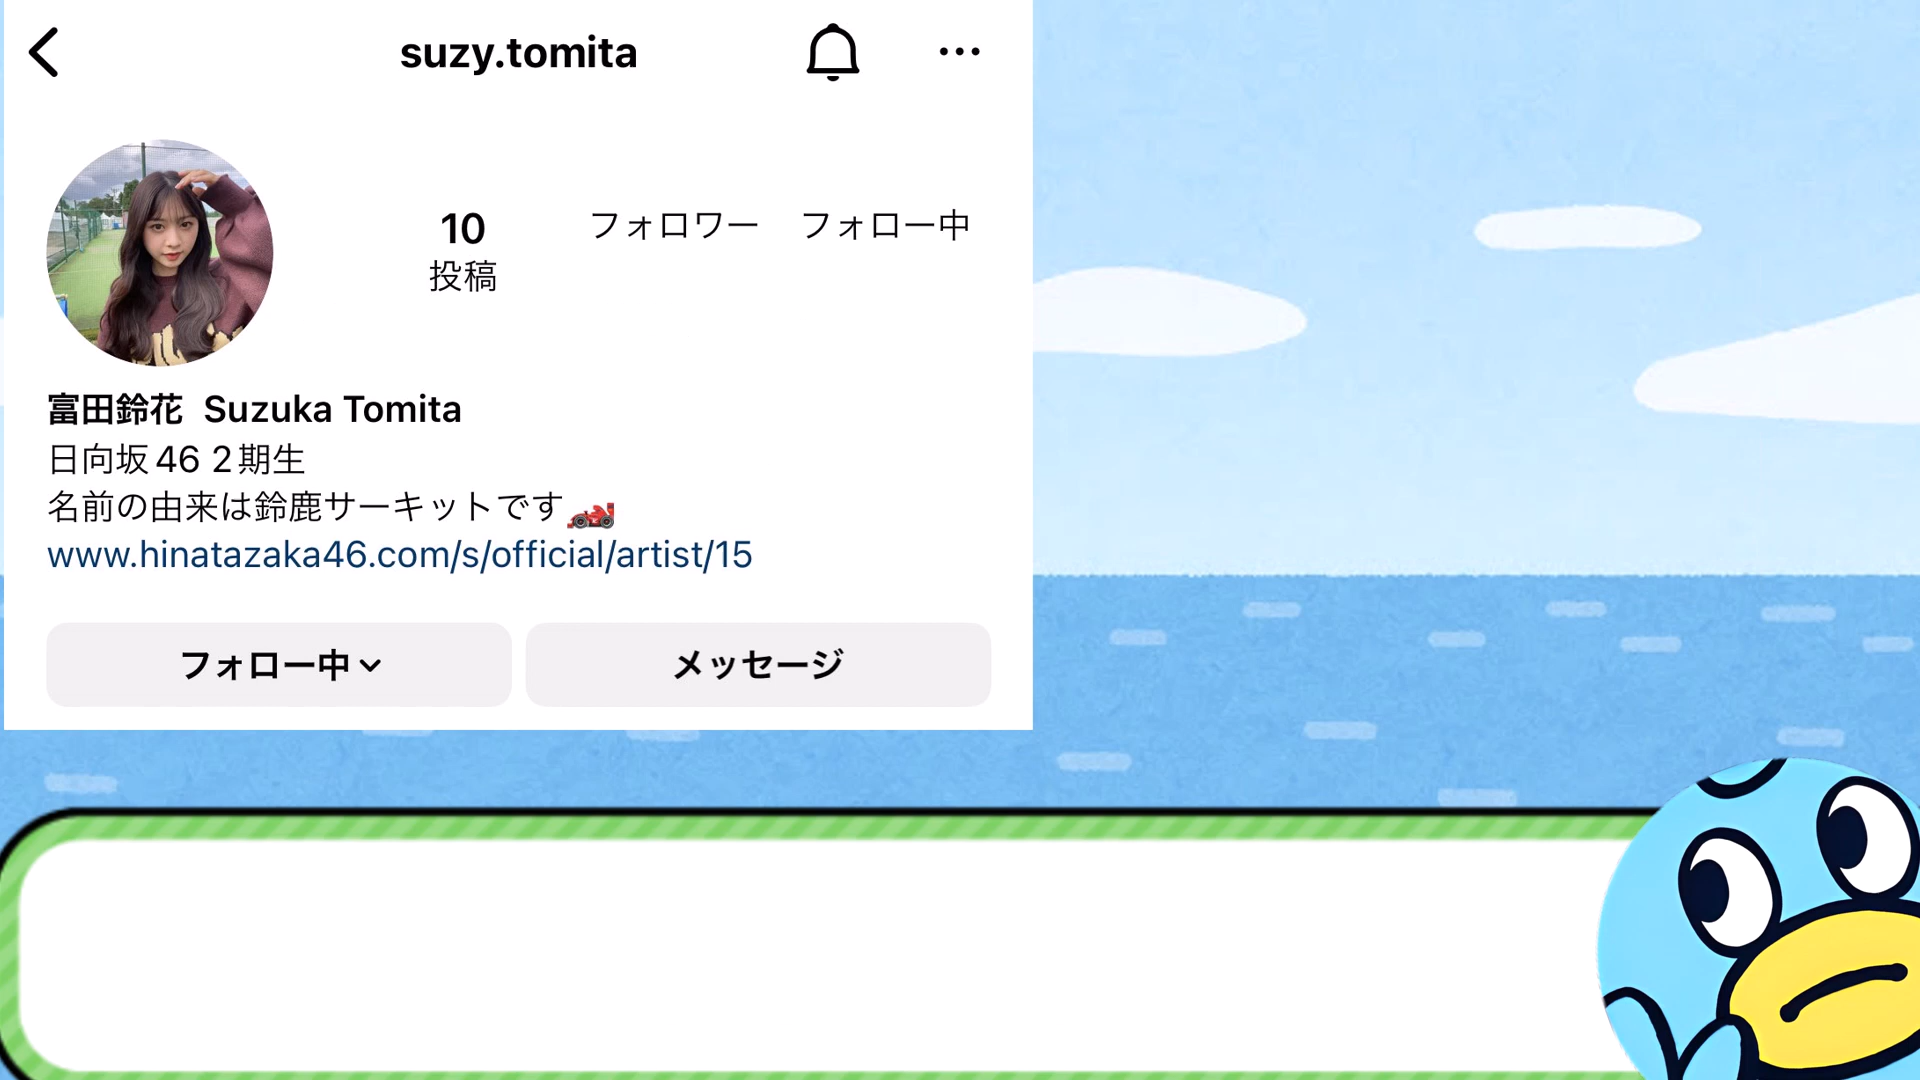 suzy.tomita
10
投稿
フォロワー
フォロー中
富田鈴花 Suzuka Tomita
日向坂46 2期生
名前の由来は鈴鹿サーキットです🏎️
www.hinatazaka46.com/s/official/artist/15
フォロー中
メッセージ